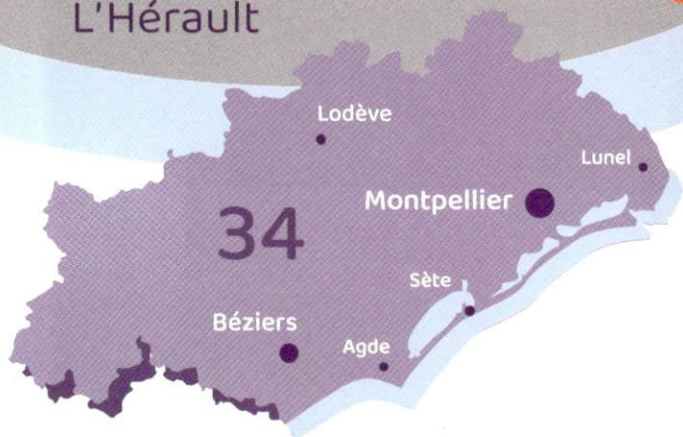 L'Hérault
Lodève
Lunel
Montpellier
34
Sète
Béziers
Agde